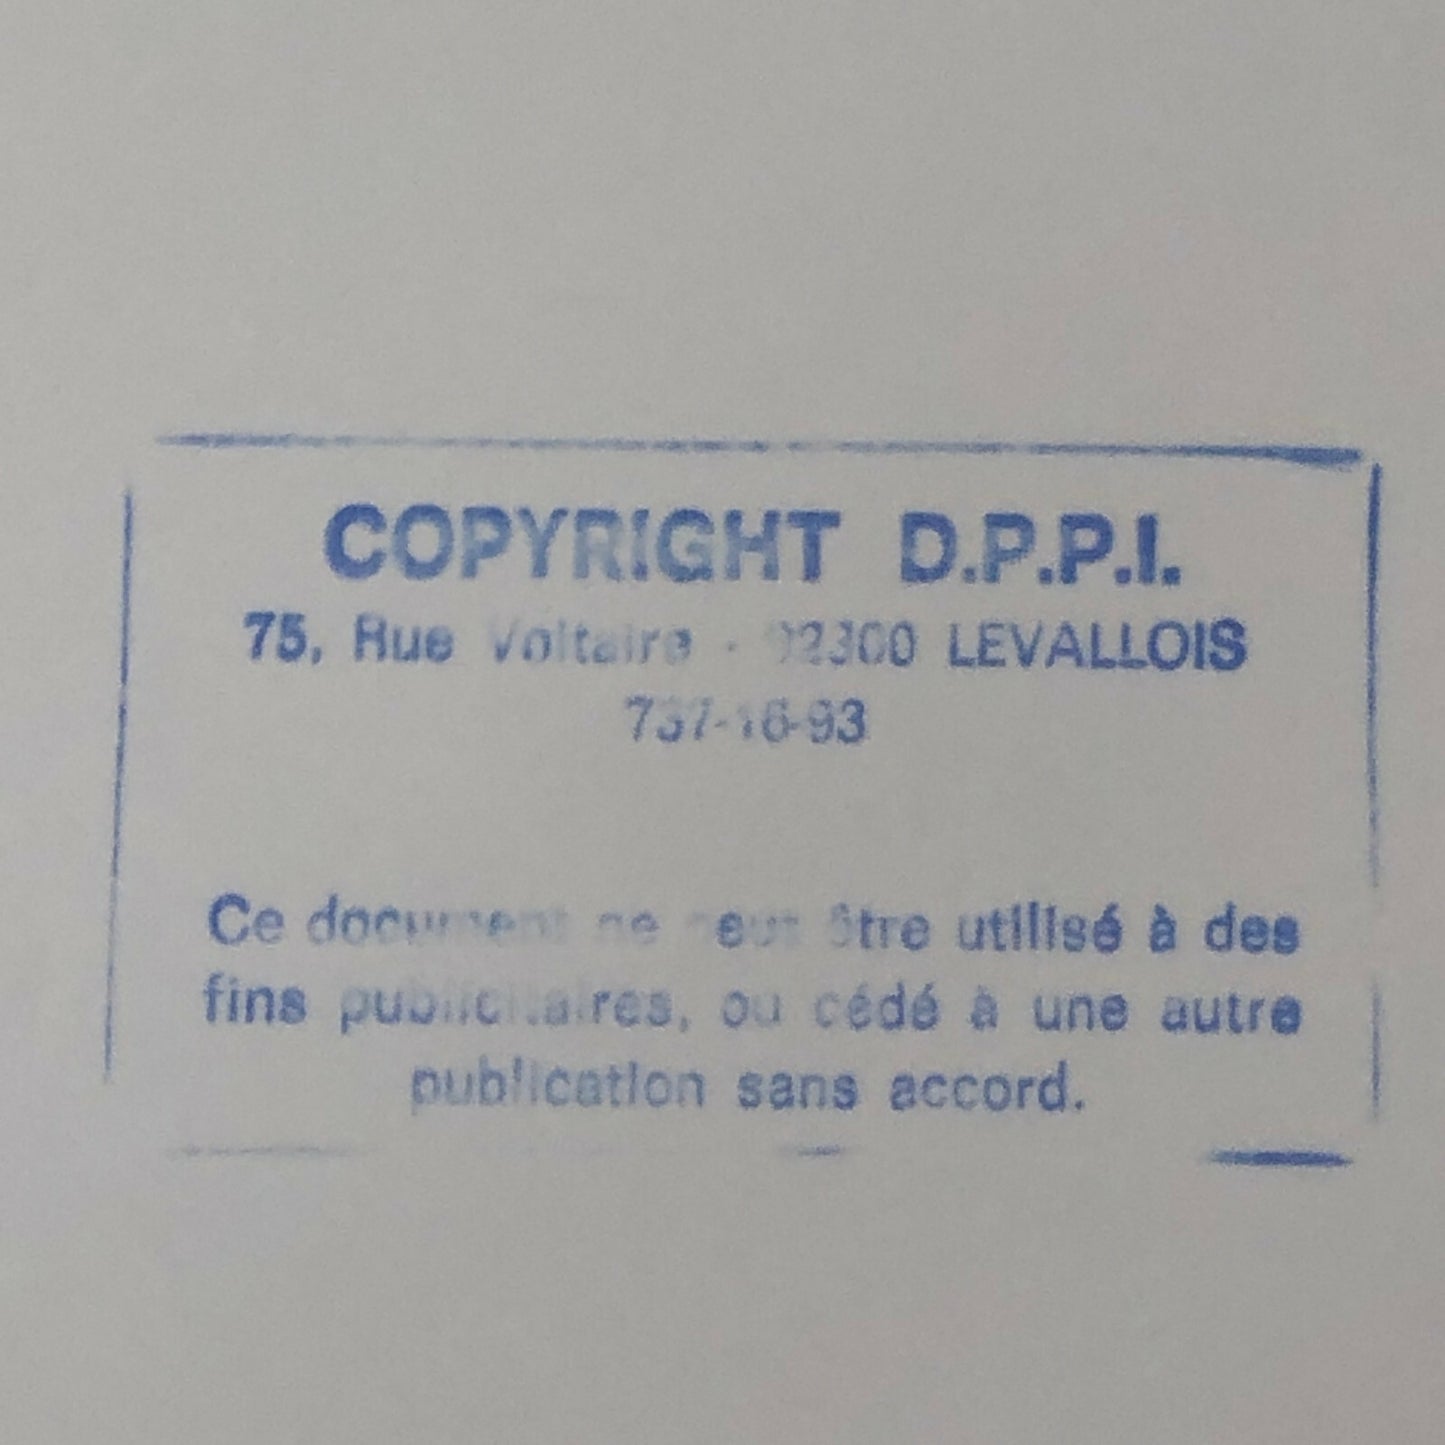 COPYRIGHT D.P.P.I.
75, Rue Voltaire - 92300 LEVALLOIS
737-16-93
Ce document ne peut être utilisé à des
fins publicitaires, ou cédé à une autre
publication sans accord.